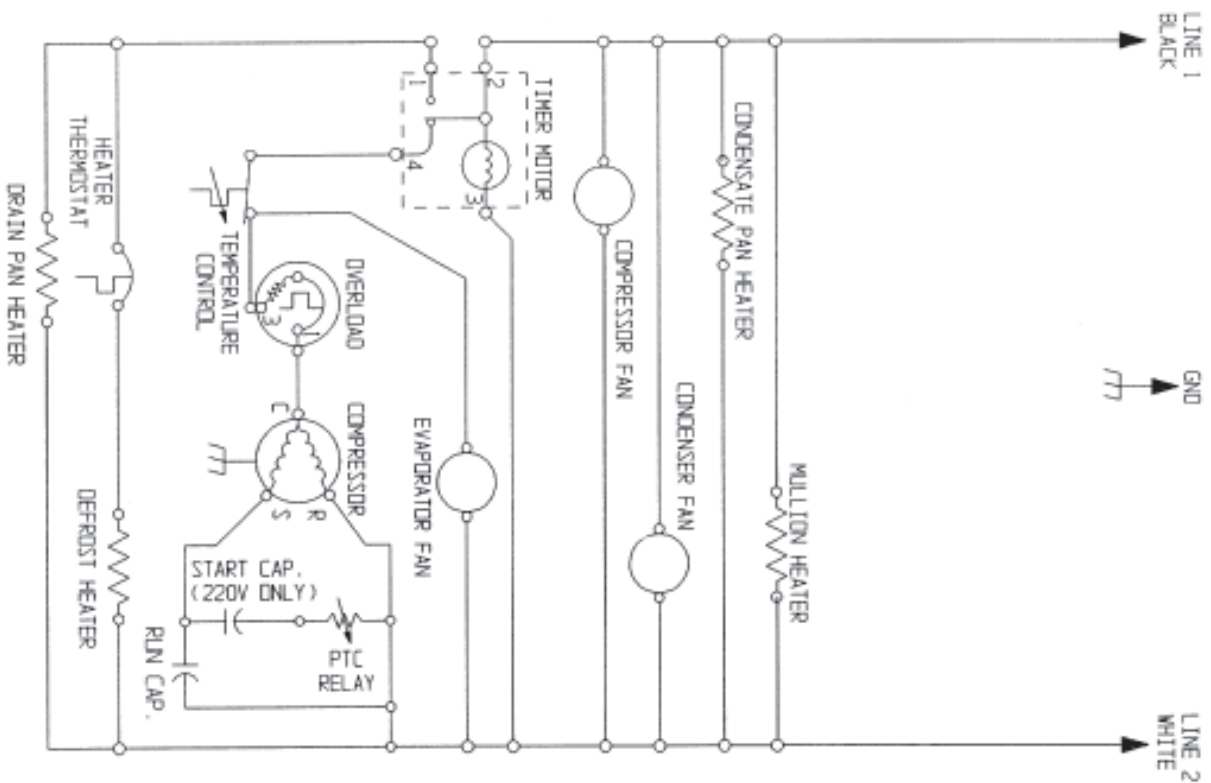 LINE 1
BLACK
GND
LINE 2
WHITE
MULLION HEATER
CONDENSATE PAN HEATER
CONDENSER FAN
COMPRESSOR FAN
TIMER MOTOR
2
3
1
4
EVAPORATOR FAN
OVERLOAD
3
1
COMPRESSOR
C
R
S
TEMPERATURE
CONTROL
START CAP.
(220V ONLY)
PTC
RELAY
RUN CAP.
HEATER
THERMOSTAT
DEFROST HEATER
DRAIN PAN HEATER